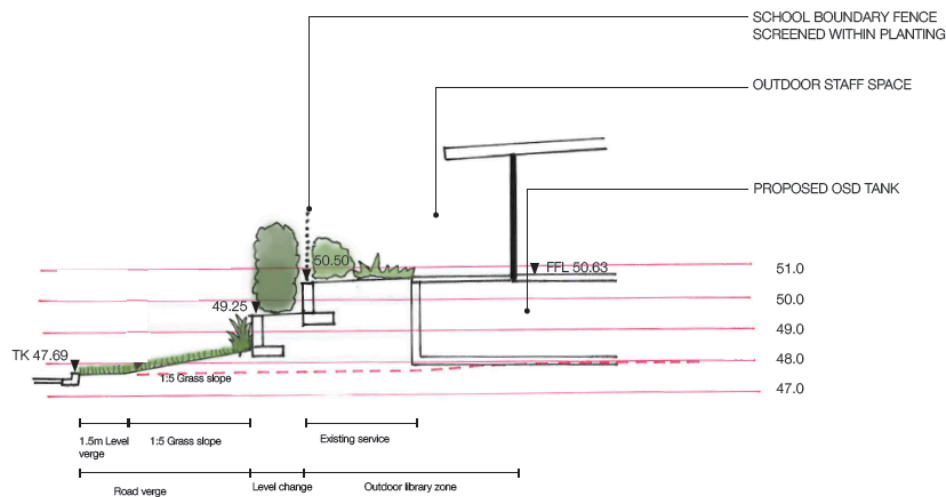 SCHOOL BOUNDARY FENCE
SCREENED WITHIN PLANTING
OUTDOOR STAFF SPACE
PROPOSED OSD TANK
50.50
FFL 50.63
51.0
50.0
49.25
49.0
TK 47.69
48.0
1:5 Grass slope
47.0
1.5m Level
verge
1:5 Grass slope
Existing service
Road verge
Level change
Outdoor library zone